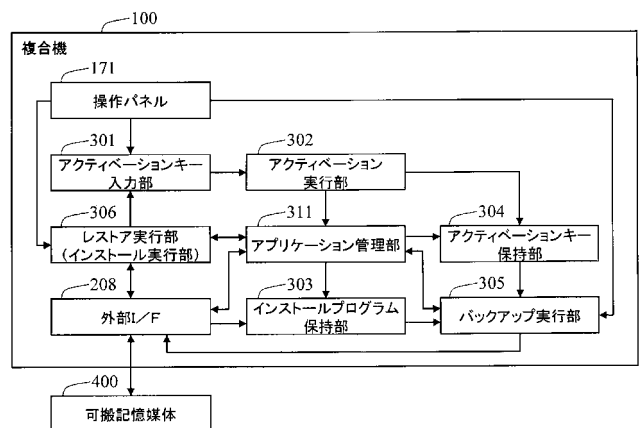 100
複合機
171
操作パネル
301
アクティベーションキー
入力部
302
アクティベーション
実行部
306
レストア実行部
(インストール実行部)
311
アプリケーション管理部
304
アクティベーションキー
保持部
208
外部I/F
303
インストールプログラム
保持部
305
バックアップ実行部
400
可搬記憶媒体